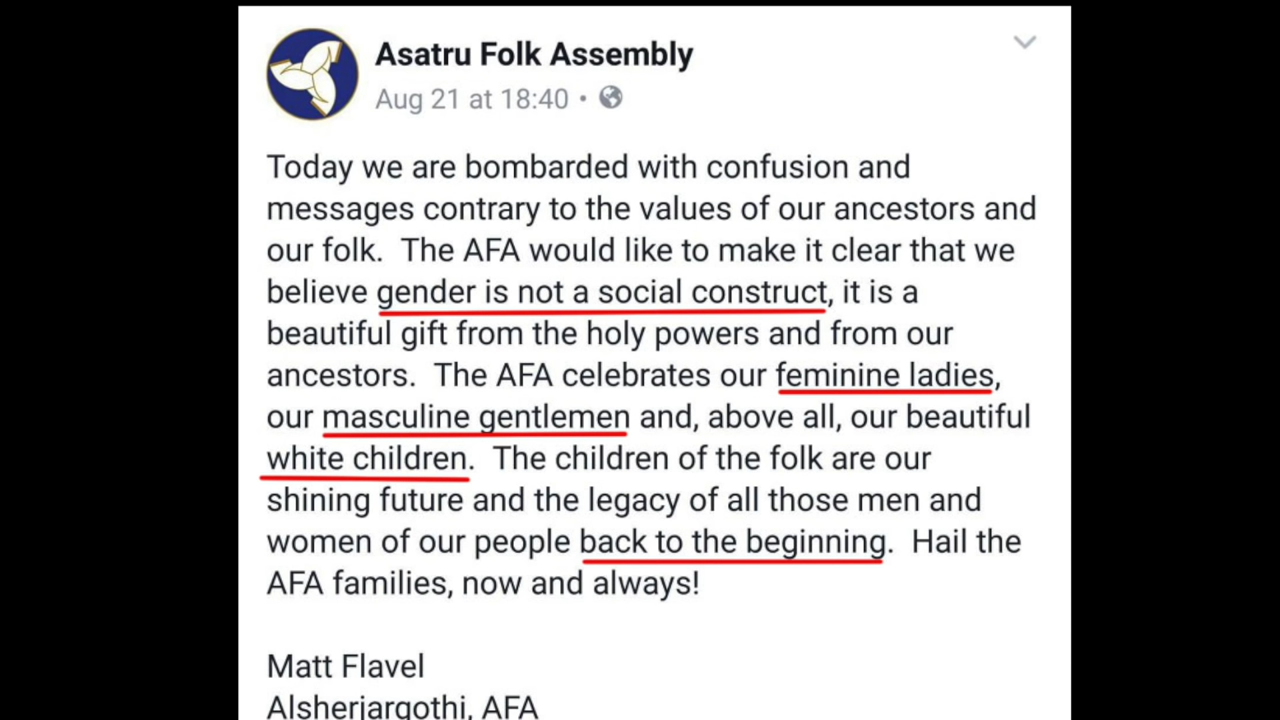 Asatru Folk Assembly
Aug 21 at 18:40 •
Today we are bombarded with confusion and
messages contrary to the values of our ancestors and
our folk.  The AFA would like to make it clear that we
believe gender is not a social construct, it is a
beautiful gift from the holy powers and from our
ancestors.  The AFA celebrates our feminine ladies,
our masculine gentlemen and, above all, our beautiful
white children.  The children of the folk are our
shining future and the legacy of all those men and
women of our people back to the beginning.  Hail the
AFA families, now and always!
Matt Flavel
Alsherjargothi, AFA